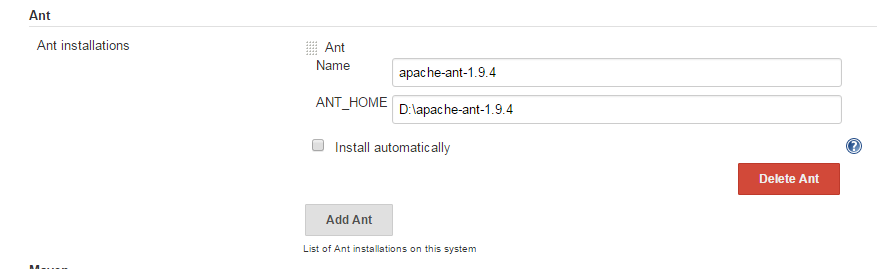 Ant
Ant installations
Ant
Name
apache-ant-1.9.4
ANT_HOME
D:\apache-ant-1.9.4
Install automatically
?
Delete Ant
Add Ant
List of Ant installations on this system